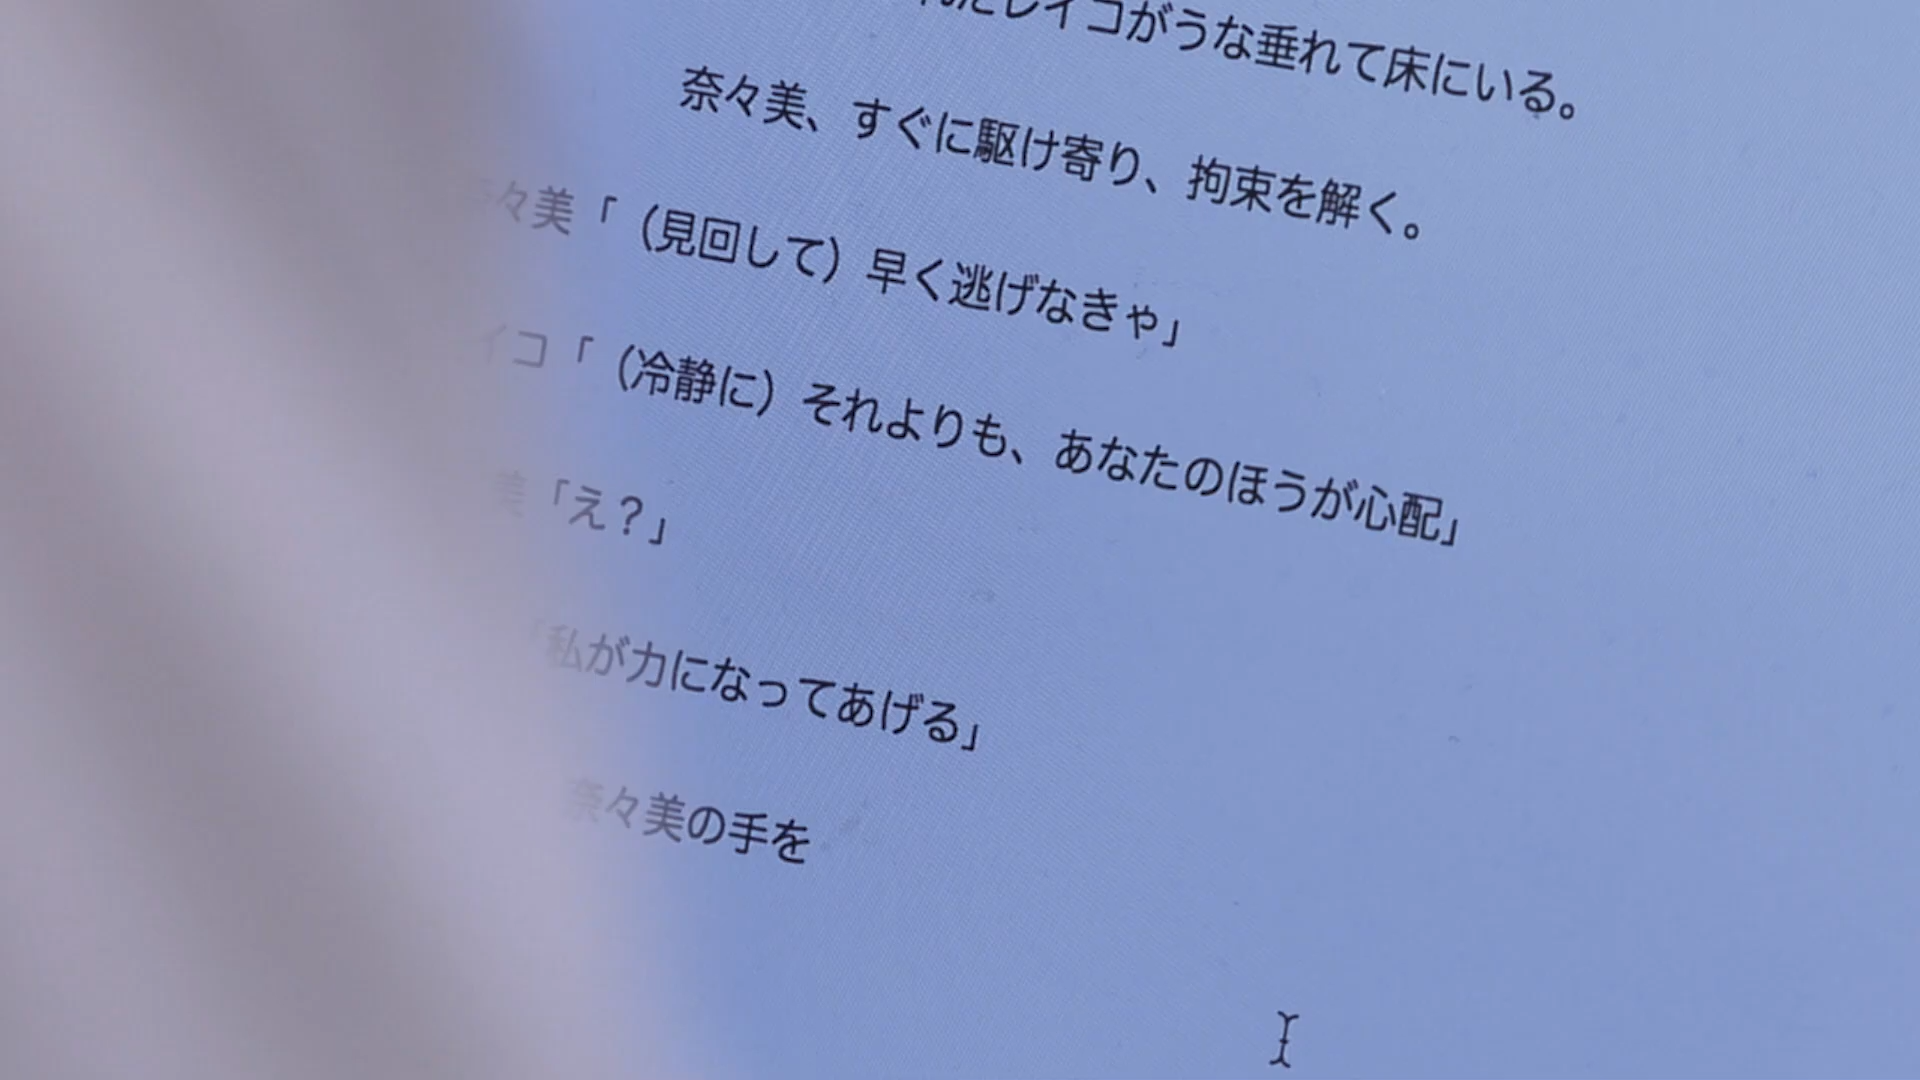 れたレイコがうな垂れて床にいる。
奈々美、すぐに駆け寄り、拘束を解く。
奈々美「（見回して）早く逃げなきゃ」
イコ「（冷静に）それよりも、あなたのほうが心配」
美「え？」
「私が力になってあげる」
奈々美の手を